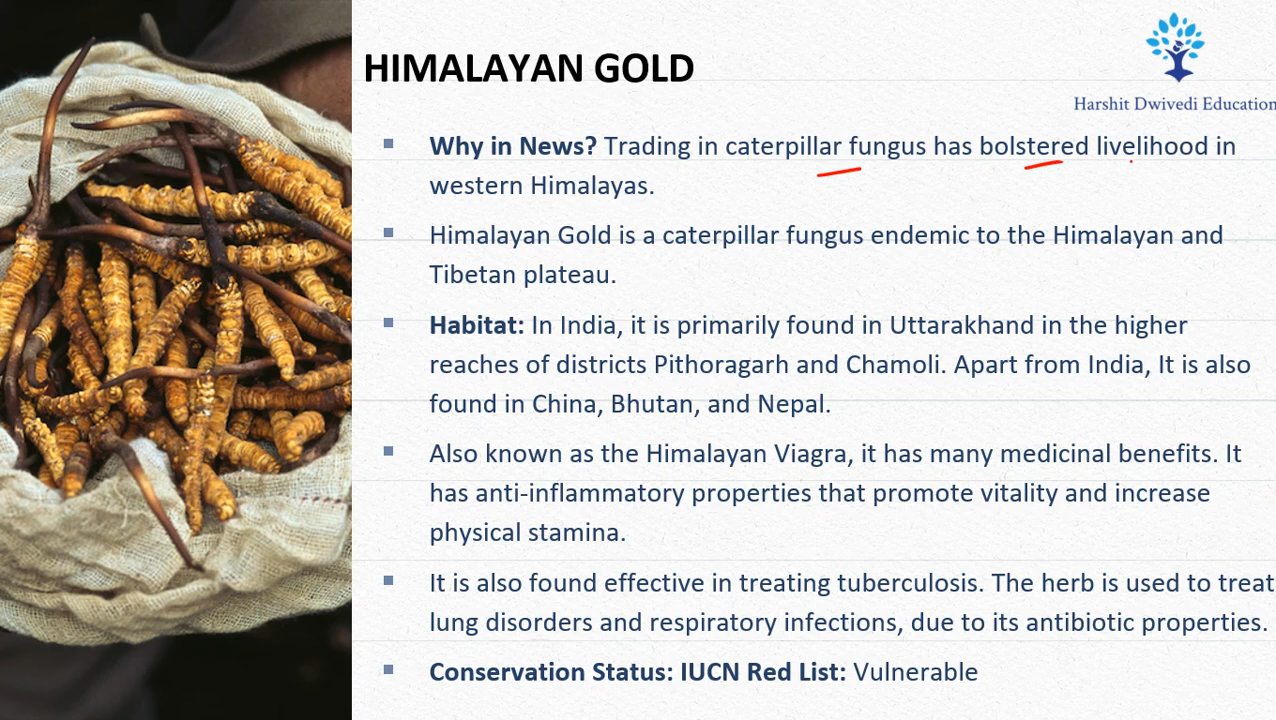 HIMALAYAN GOLD
Harshit Dwivedi Education
▪ Why in News? Trading in caterpillar fungus has bolstered livelihood in
western Himalayas.
▪ Himalayan Gold is a caterpillar fungus endemic to the Himalayan and
Tibetan plateau.
▪ Habitat: In India, it is primarily found in Uttarakhand in the higher
reaches of districts Pithoragarh and Chamoli. Apart from India, It is also
found in China, Bhutan, and Nepal.
▪ Also known as the Himalayan Viagra, it has many medicinal benefits. It
has anti-inflammatory properties that promote vitality and increase
physical stamina.
▪ It is also found effective in treating tuberculosis. The herb is used to treat
lung disorders and respiratory infections, due to its antibiotic properties.
▪ Conservation Status: IUCN Red List: Vulnerable